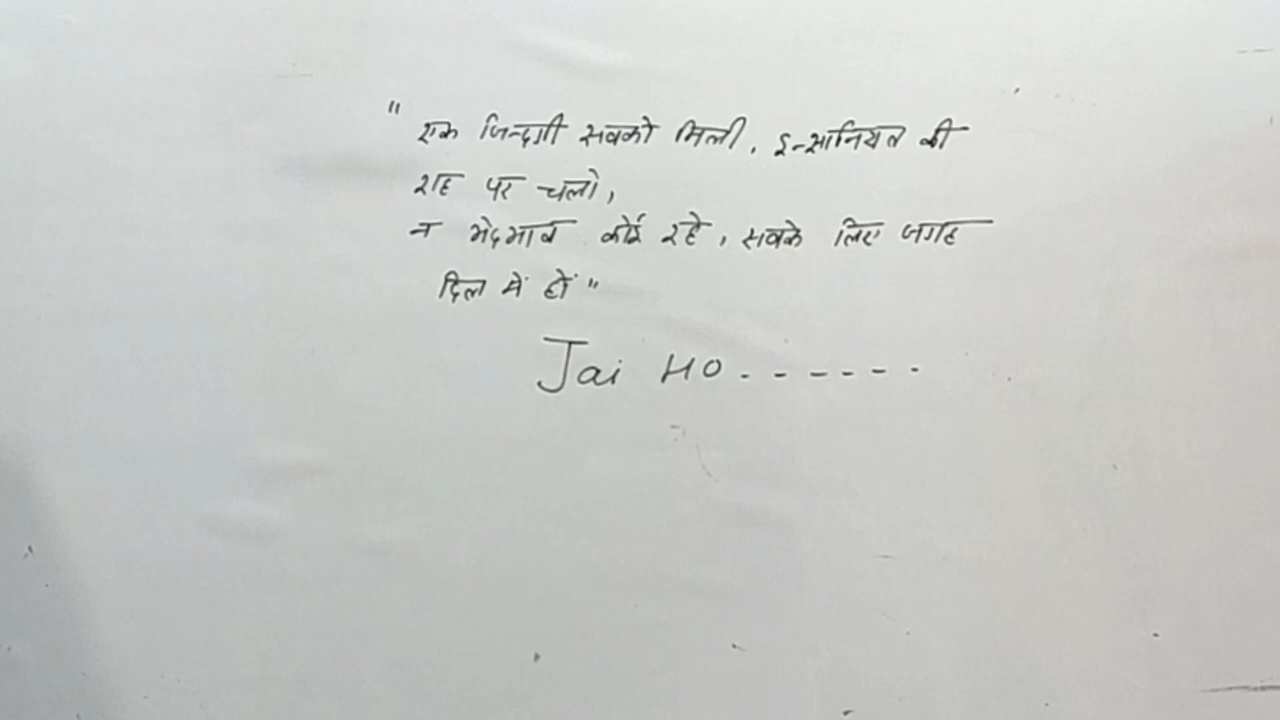 "एक जिन्दगी सबको मिली, इन्सानियत की
राह पर चलो,
न भेदभाव कोई रहे, सबके लिए जगह
दिल में हों"
Jai HO.------.